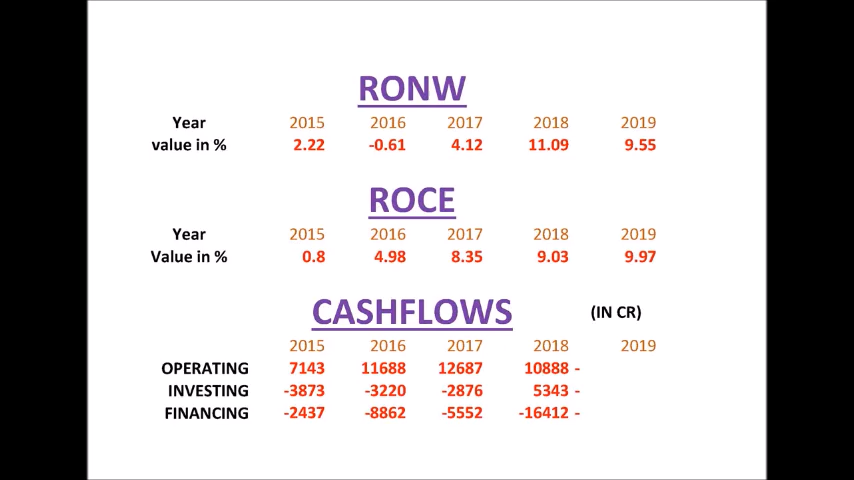 RONW
Year 2015 2016 2017 2018 2019
value in % 2.22 -0.61 4.12 11.09 9.55
ROCE
Year 2015 2016 2017 2018 2019
Value in % 0.8 4.98 8.35 9.03 9.97
CASHFLOWS (IN CR)
2015 2016 2017 2018 2019
OPERATING 7143 11688 12687 10888 -
INVESTING -3873 -3220 -2876 5343 -
FINANCING -2437 -8862 -5552 -16412 -